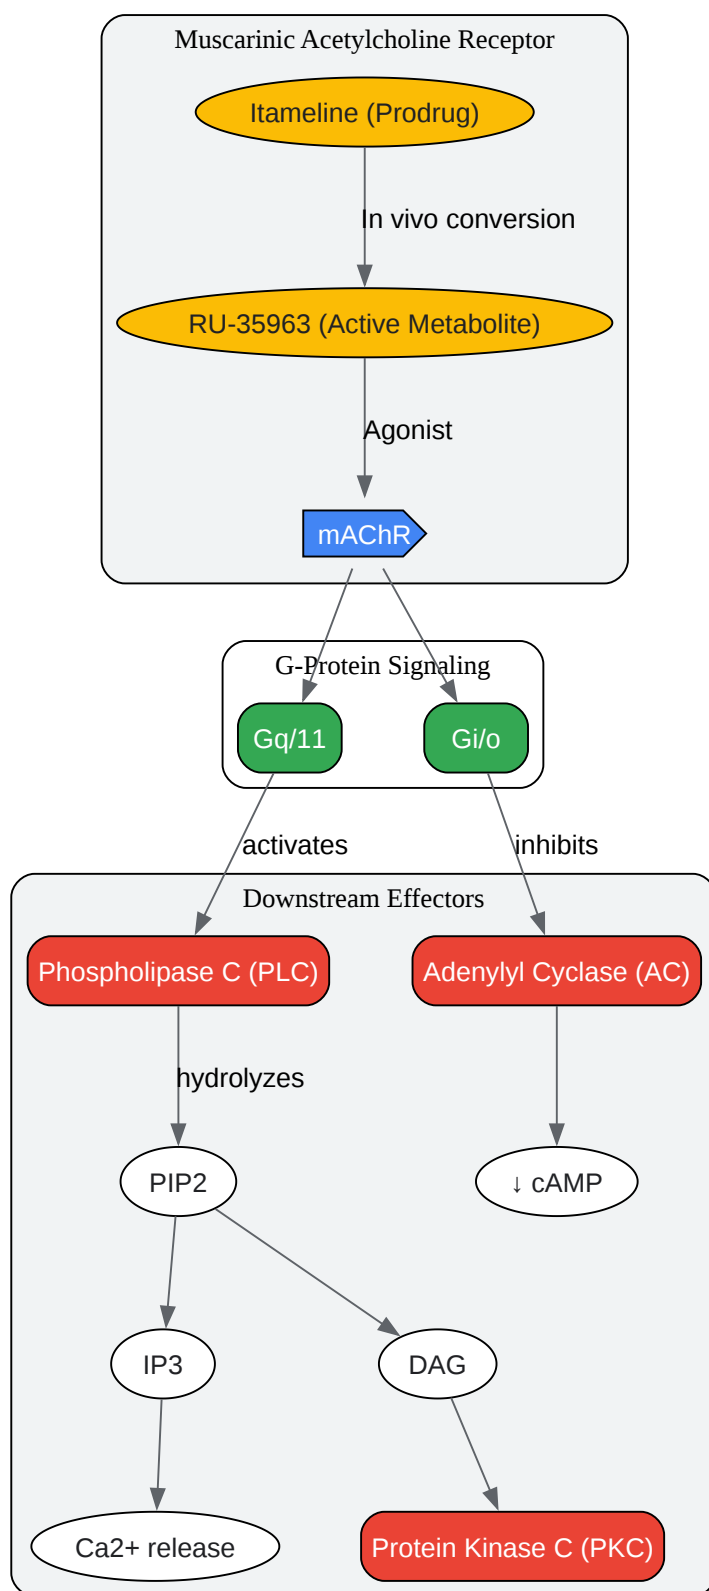 Muscarinic Acetylcholine Receptor
Itameline (Prodrug)
In vivo conversion
RU-35963 (Active Metabolite)
Agonist
mAChR
G-Protein Signaling
Gq/11
Gi/o
activates
inhibits
Downstream Effectors
Phospholipase C (PLC)
Adenylyl Cyclase (AC)
hydrolyzes
PIP2
↓ cAMP
IP3
DAG
Ca2+ release
Protein Kinase C (PKC)